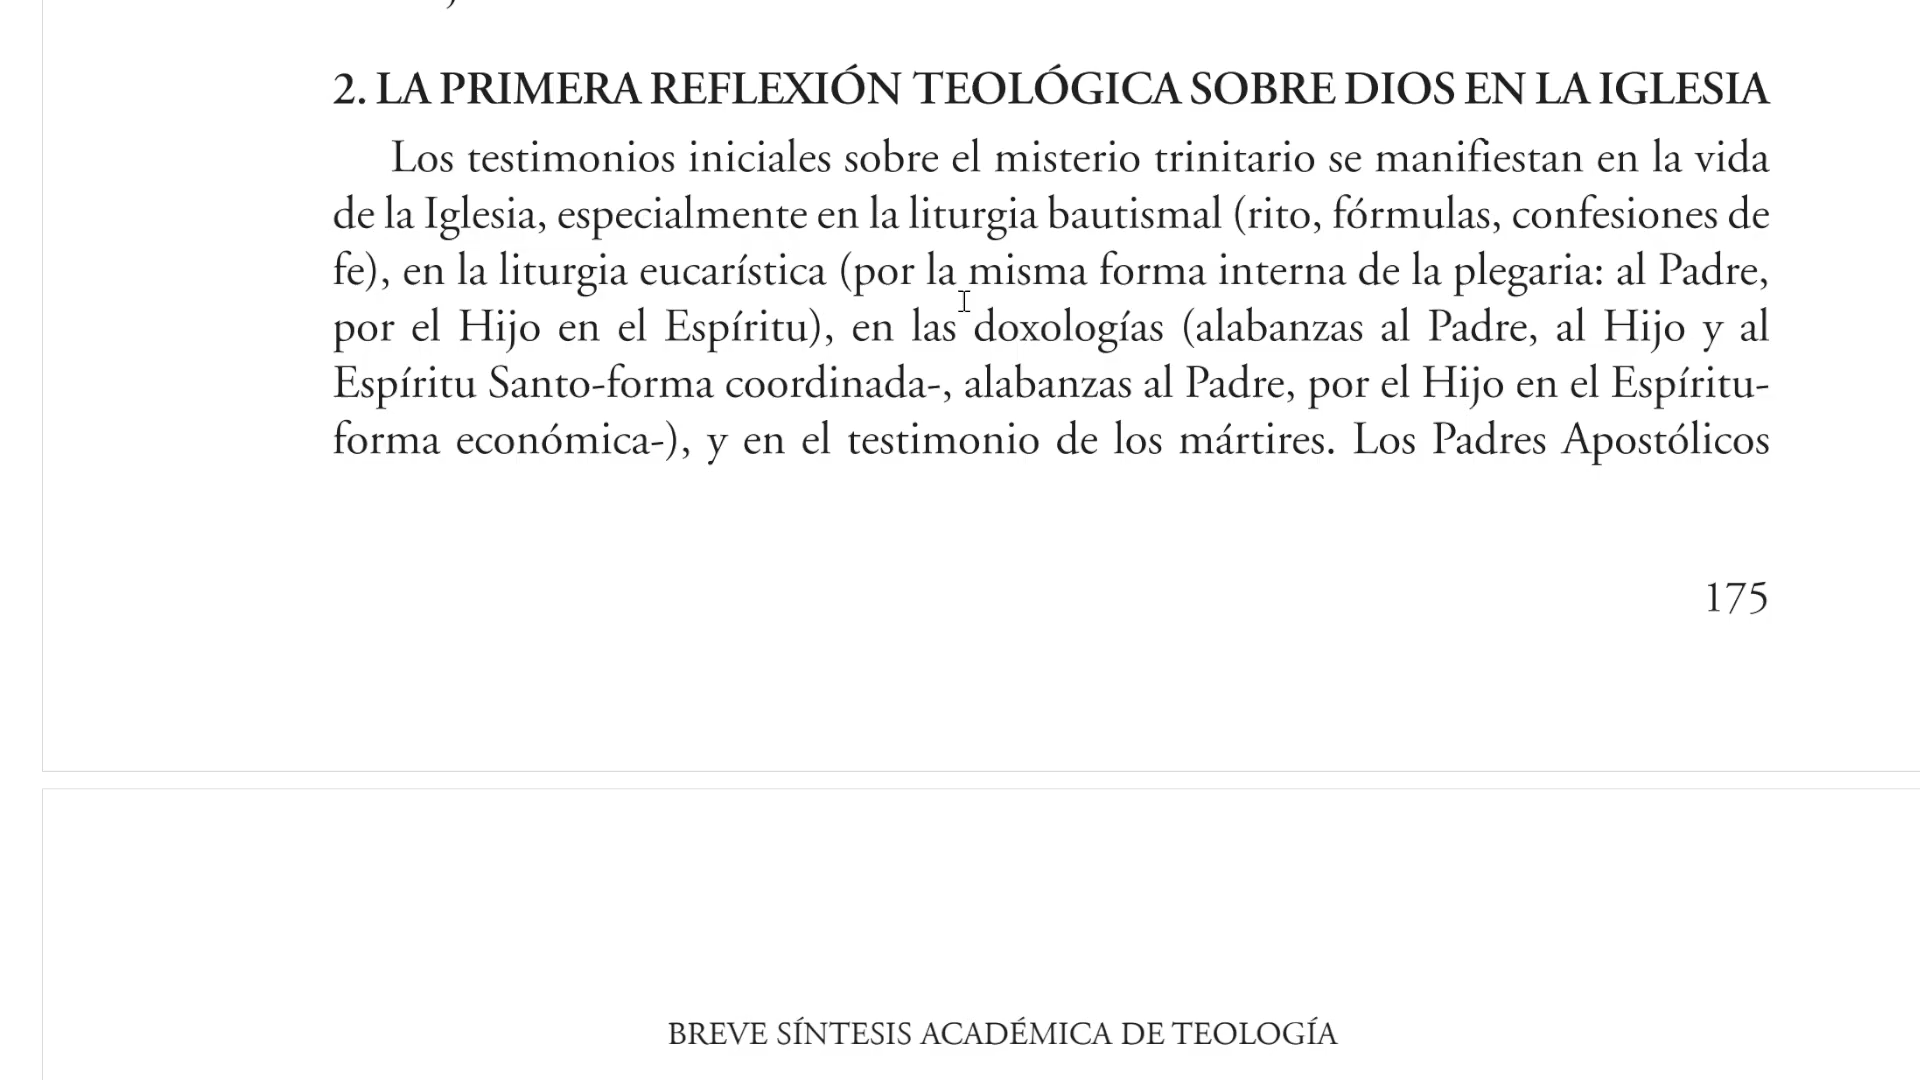 2. LA PRIMERA REFLEXIÓN TEOLÓGICA SOBRE DIOS EN LA IGLESIA
Los testimonios iniciales sobre el misterio trinitario se manifiestan en la vida
de la Iglesia, especialmente en la liturgia bautismal (rito, fórmulas, confesiones de
fe), en la liturgia eucarística (por la misma forma interna de la plegaria: al Padre,
por el Hijo en el Espíritu), en las doxologías (alabanzas al Padre, al Hijo y al
Espíritu Santo-forma coordinada-, alabanzas al Padre, por el Hijo en el Espíritu-
forma económica-), y en el testimonio de los mártires. Los Padres Apostólicos
175
BREVE SÍNTESIS ACADÉMICA DE TEOLOGÍA